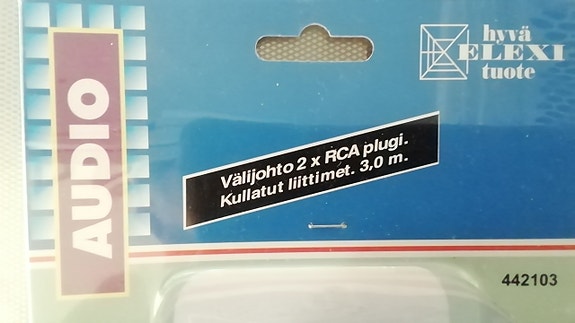 AUDIO
hyvä
ELEXI
tuote
Välijohto 2 x RCA plugi.
Kullatut liittimet. 3,0 m.
442103